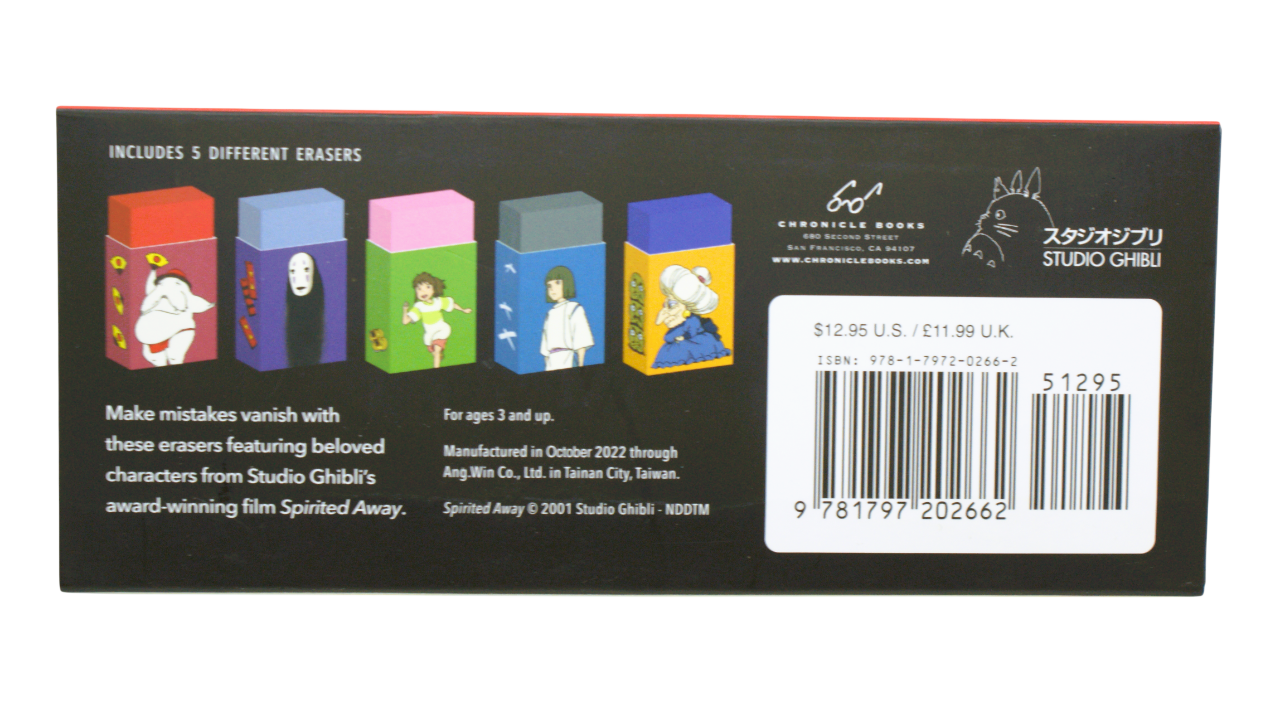 INCLUDES 5 DIFFERENT ERASERS
Make mistakes vanish with
these erasers featuring beloved
characters from Studio Ghibli's
award-winning film Spirited Away.
For ages 3 and up.
Manufactured in October 2022 through
Ang.Win Co., Ltd. in Tainan City, Taiwan.
Spirited Away © 2001 Studio Ghibli - NDDTM
CHRONICLE BOOKS
680 SECOND STREET
SAN FRANCISCO, CA 94107
WWW.CHRONICLEBOOKS.COM
スタジオジブリ
STUDIO GHIBLI
$12.95 U.S. / £11.99 U.K.
ISBN: 978-1-7972-0266-2
51295
9 781797 202662